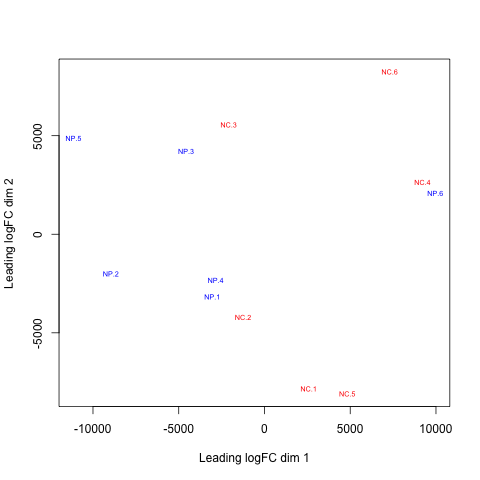 NC.6
NC.3
5000
NP.5
NP.3
NC.4
NP.6
Leading logFC dim 2
0
NP.2
NP.4
NP.1
NC.2
-5000
NC.1
NC.5
-10000 -5000 0 5000 10000
Leading logFC dim 1